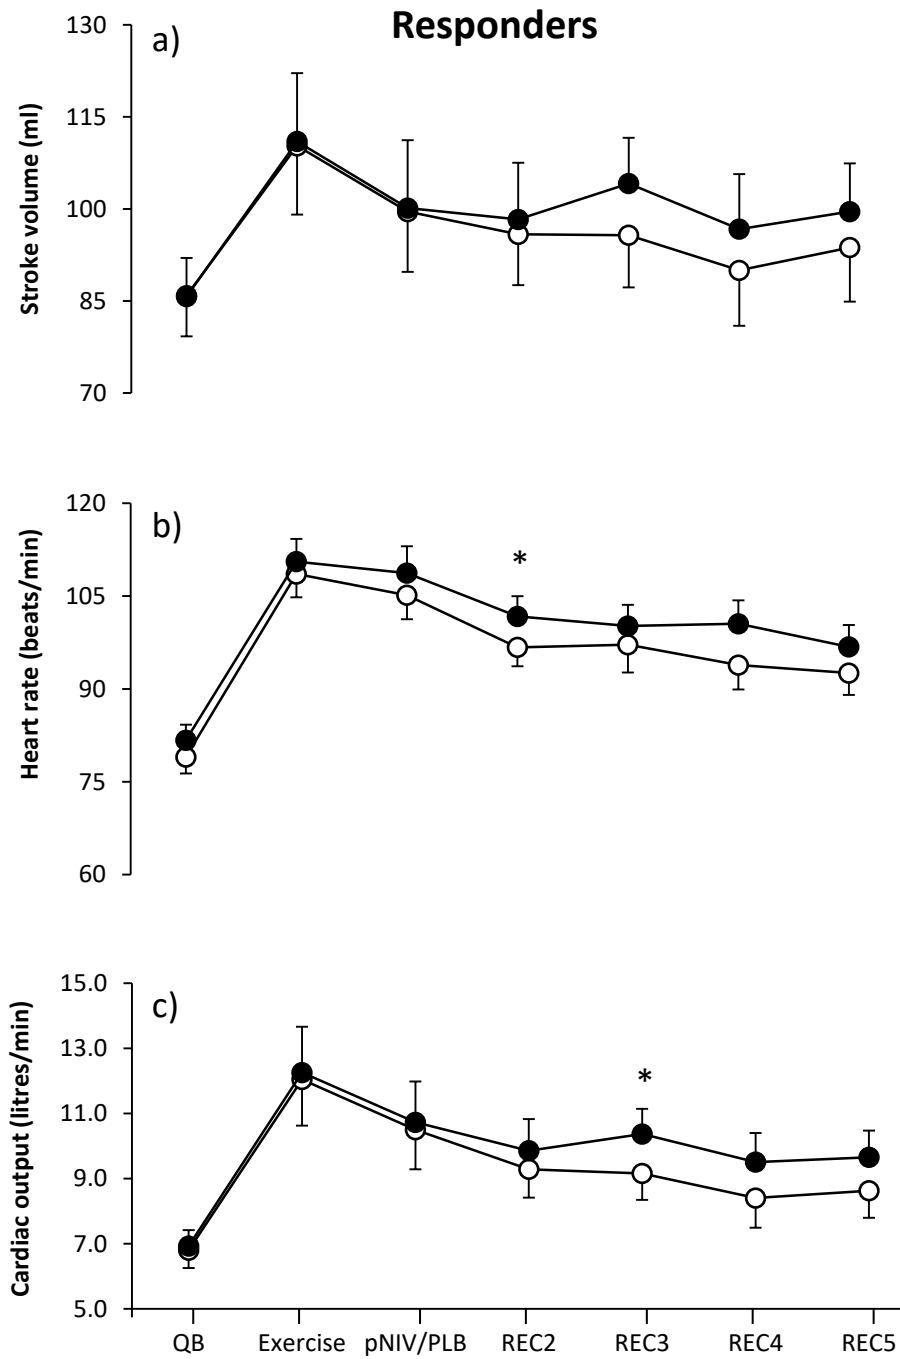 Responders
a)
Stroke volume (ml)
130
115
100
85
70
b)
Heart rate (beats/min)
120
105
90
75
60
*
c)
Cardiac output (litres/min)
15.0
13.0
11.0
9.0
7.0
5.0
*
QB Exercise pNIV/PLB REC2 REC3 REC4 REC5